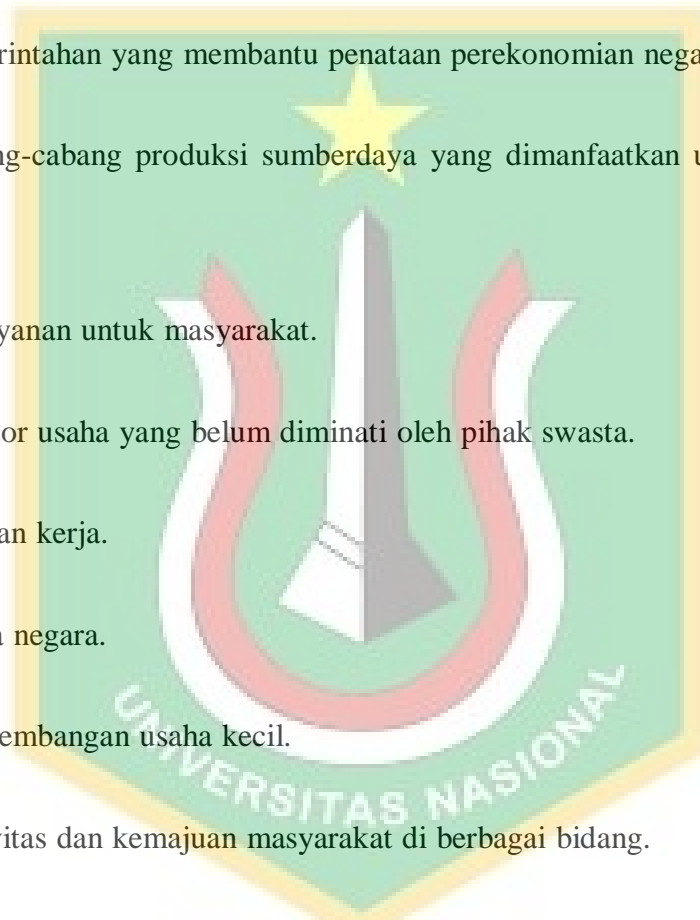 rintahan yang membantu penataan perekonomian nega
ng-cabang produksi sumberdaya yang dimanfaatkan u
yanan untuk masyarakat.
or usaha yang belum diminati oleh pihak swasta.
an kerja.
a negara.
embangan usaha kecil.
vitas dan kemajuan masyarakat di berbagai bidang.
UNIVERSITAS NASIONAL